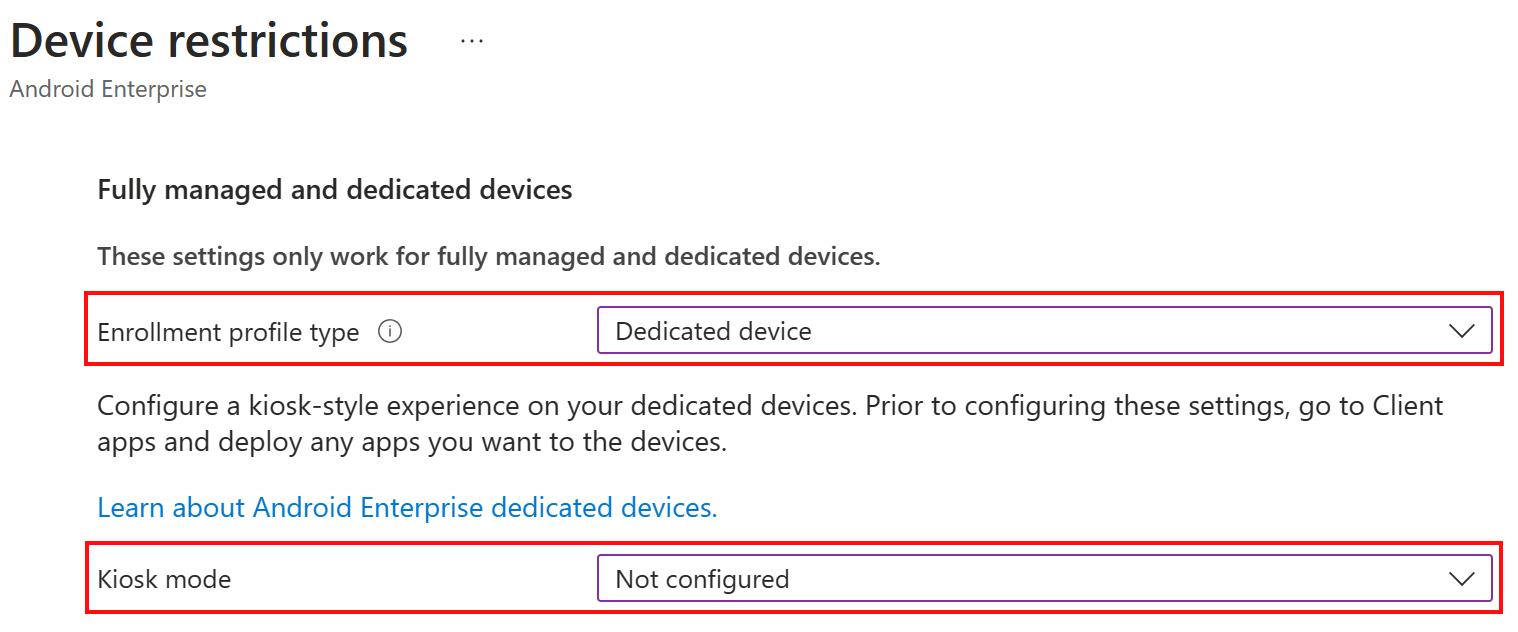 Device restrictions ...
Android Enterprise
Fully managed and dedicated devices
These settings only work for fully managed and dedicated devices.
Enrollment profile type i Dedicated device
Configure a kiosk-style experience on your dedicated devices. Prior to configuring these settings, go to Client
apps and deploy any apps you want to the devices.
Learn about Android Enterprise dedicated devices.
Kiosk mode Not configured